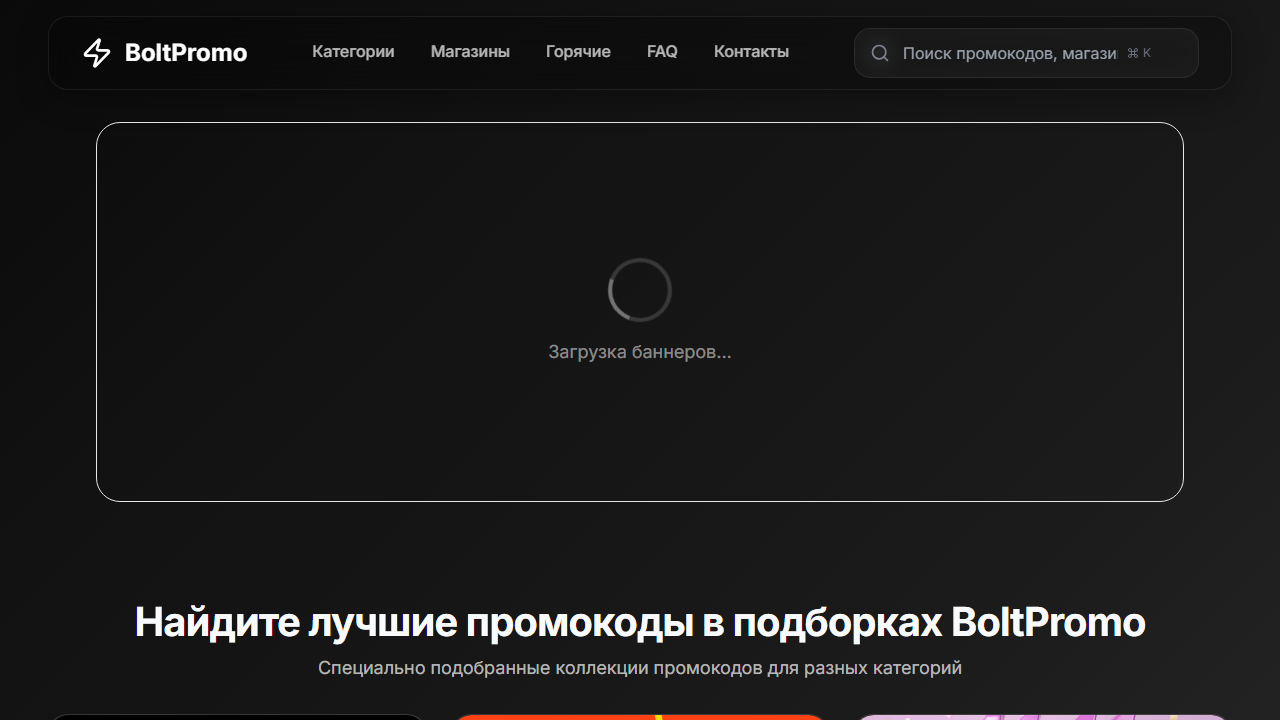 BoltPromo
Категории
Магазины
Горячие
FAQ
Контакты
Поиск промокодов, магази
⌘ K
Загрузка баннеров...
Найдите лучшие промокоды в подборках BoltPromo
Специально подобранные коллекции промокодов для разных категорий